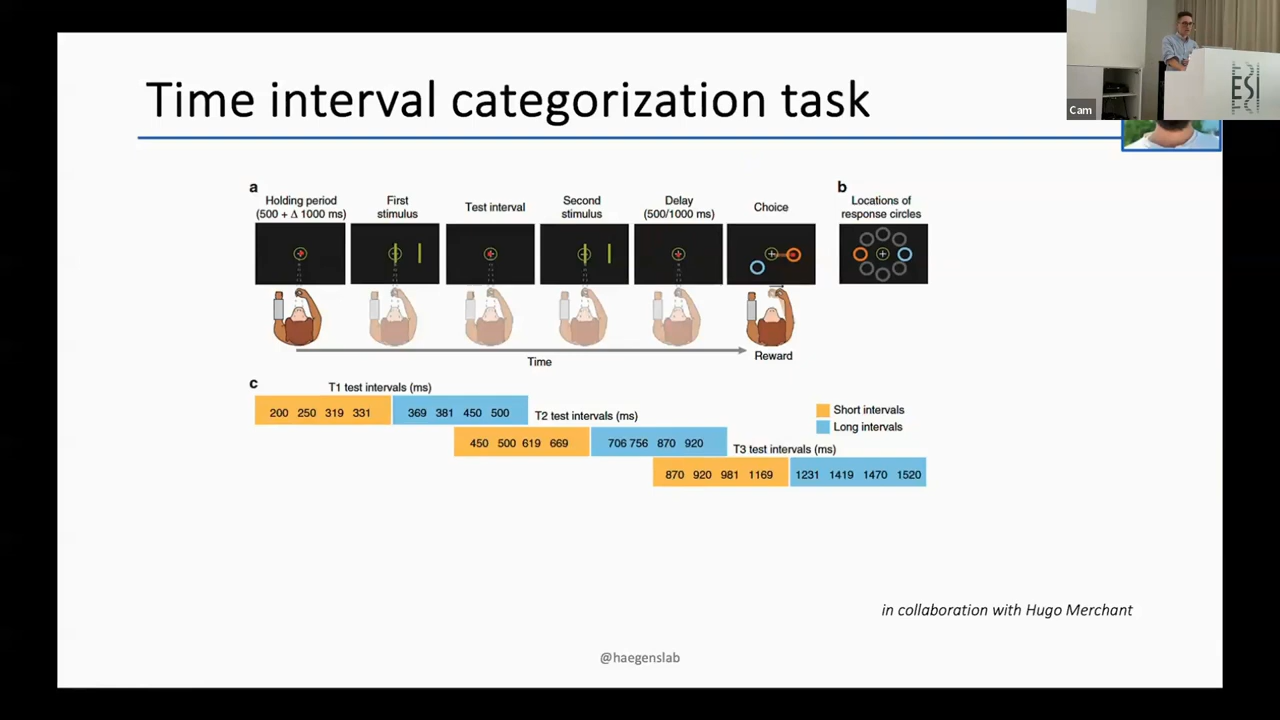 Time interval categorization task
Cam
ESI
a
Holding period
(500 + Δ 1000 ms)
First
stimulus
Test interval
Second
stimulus
Delay
(500/1000 ms)
Choice
b
Locations of
response circles
Time
Reward
c
T1 test intervals (ms)
200 250 319 331 369 381 450 500
T2 test intervals (ms)
450 500 619 669 706 756 870 920
T3 test intervals (ms)
870 920 981 1169 1231 1419 1470 1520
Short intervals
Long intervals
in collaboration with Hugo Merchant
@haegenslab